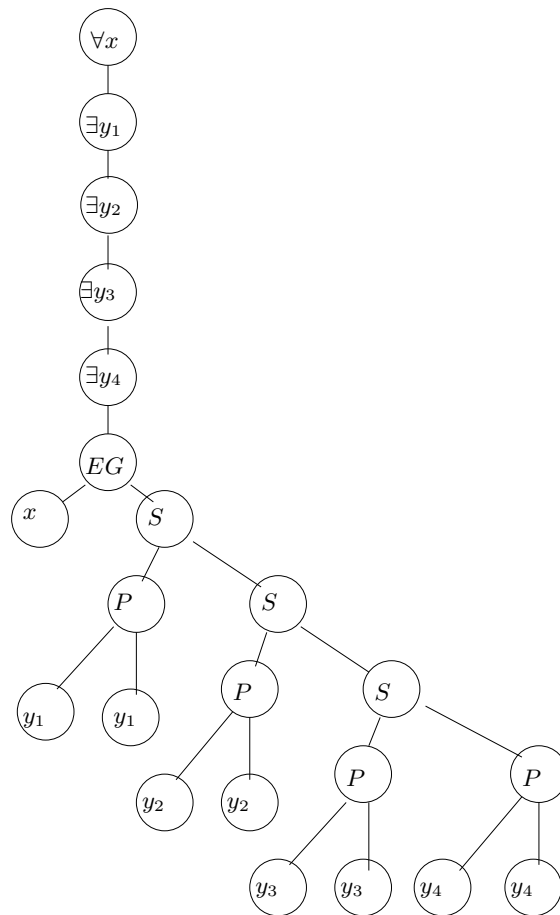 ∀x
∃y₁
∃y₂
∃y₃
∃y₄
EG
x S
P S
y₁ y₁ P S
y₂ y₂ P P
y₃ y₃ y₄ y₄